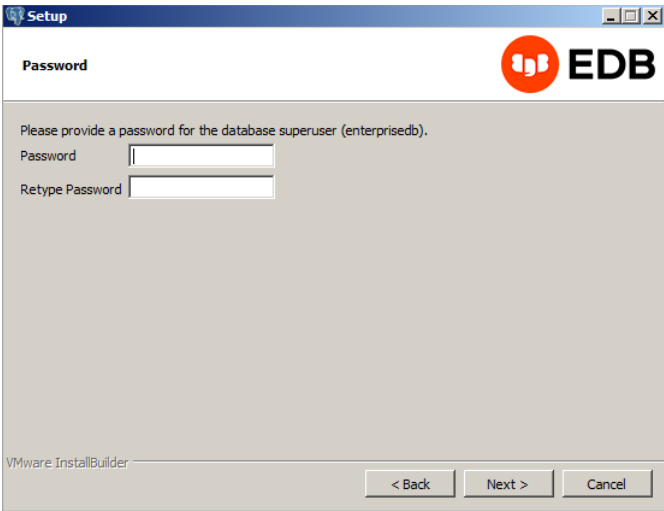 Setup
Password
EDB
Please provide a password for the database superuser (enterprisedb).
Password
Retype Password
VMware InstallBuilder
< Back
Next >
Cancel